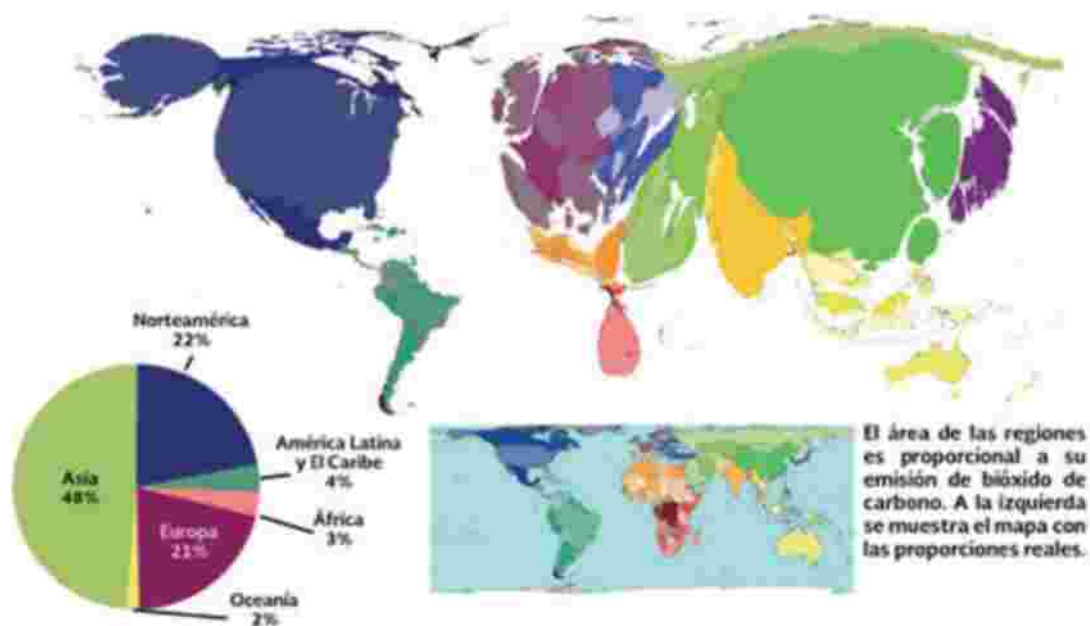 Norteamérica
22%
América Latina
y El Caribe
4%
África
3%
Asia
48%
Europa
21%
Oceanía
2%
El área de las regiones
es proporcional a su
emisión de bióxido de
carbono. A la izquierda
se muestra el mapa con
las proporciones reales.